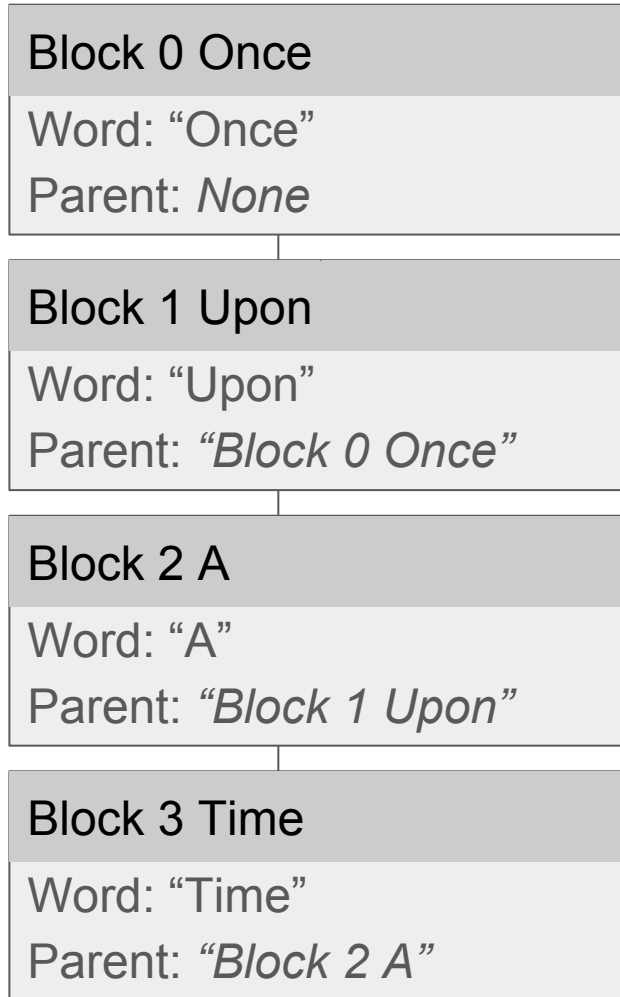 Block 0 Once
Word: “Once”
Parent: None
Block 1 Upon
Word: “Upon”
Parent: “Block 0 Once”
Block 2 A
Word: “A”
Parent: “Block 1 Upon”
Block 3 Time
Word: “Time”
Parent: “Block 2 A”